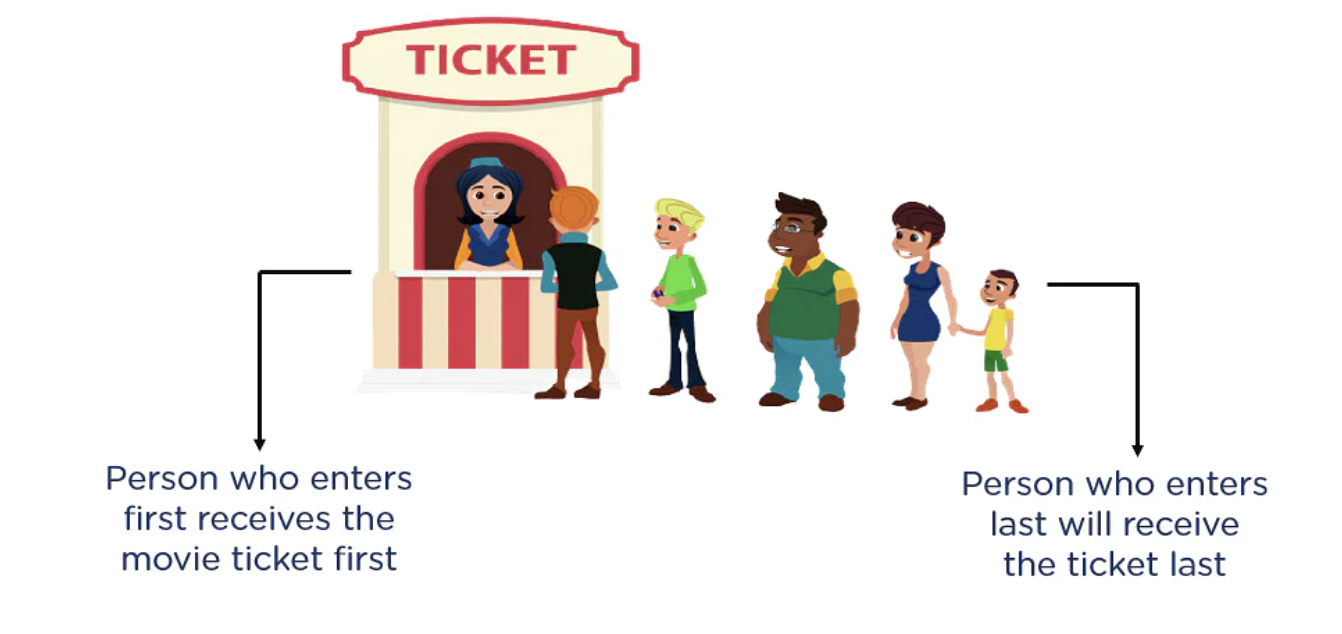 TICKET
Person who enters
first receives the
movie ticket first
Person who enters
last will receive
the ticket last